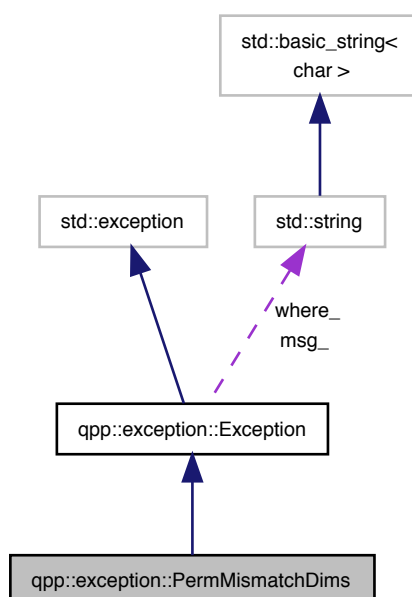 std::basic_string<
char >
std::exception
std::string
where_
msg_
qpp::exception::Exception
qpp::exception::PermMismatchDims